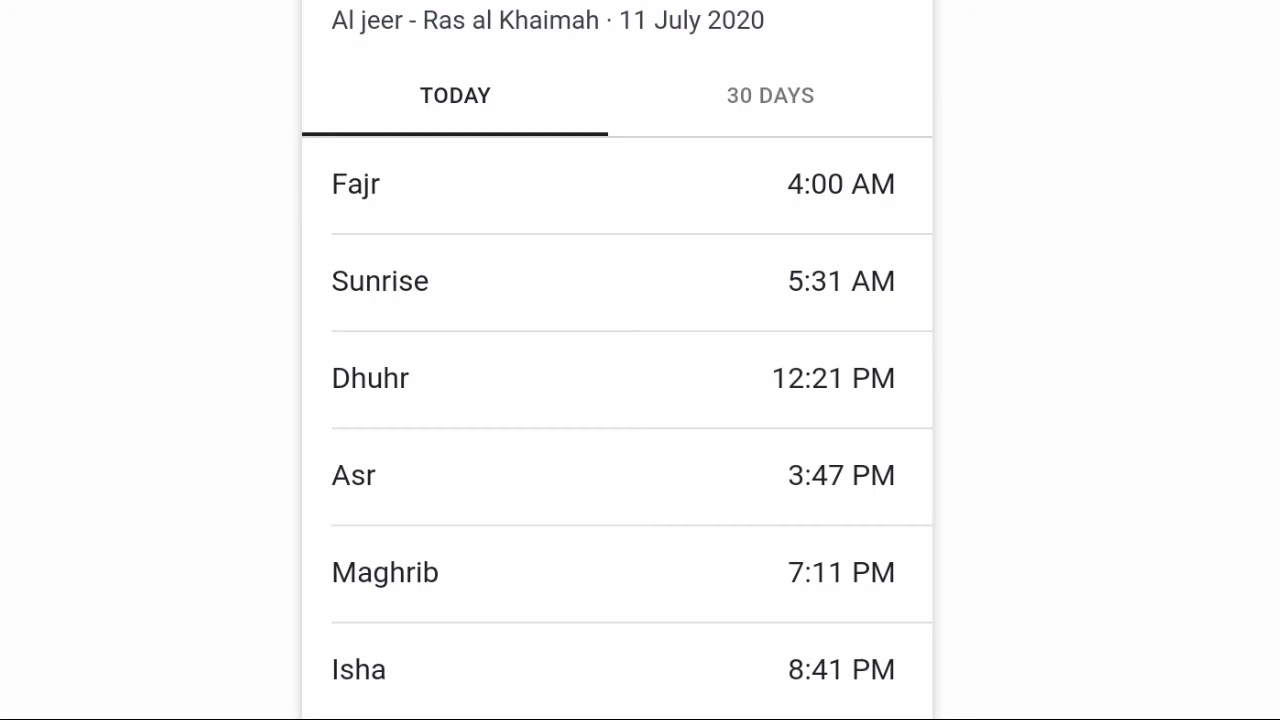 Al jeer - Ras al Khaimah · 11 July 2020
TODAY 30 DAYS
Fajr 4:00 AM
Sunrise 5:31 AM
Dhuhr 12:21 PM
Asr 3:47 PM
Maghrib 7:11 PM
Isha 8:41 PM